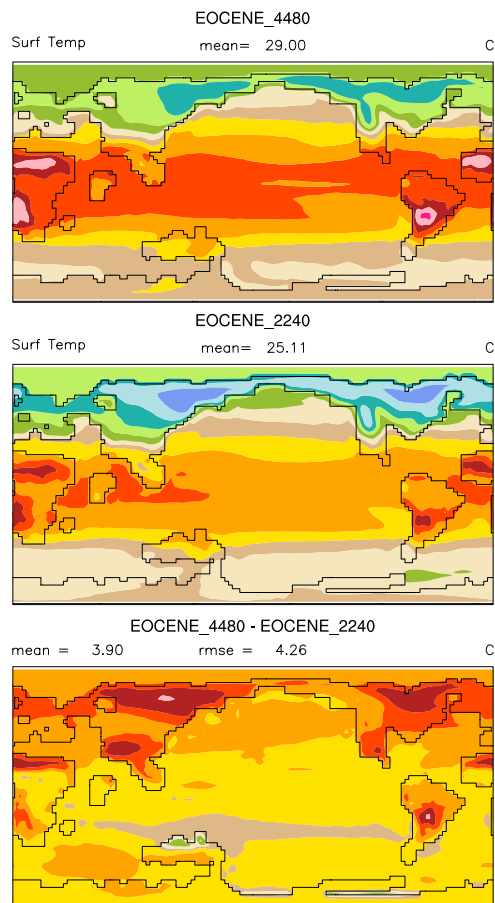 EOCENE_4480
Surf Temp mean= 29.00 C
EOCENE_2240
Surf Temp mean= 25.11 C
EOCENE_4480 - EOCENE_2240
mean = 3.90 rmse = 4.26 C